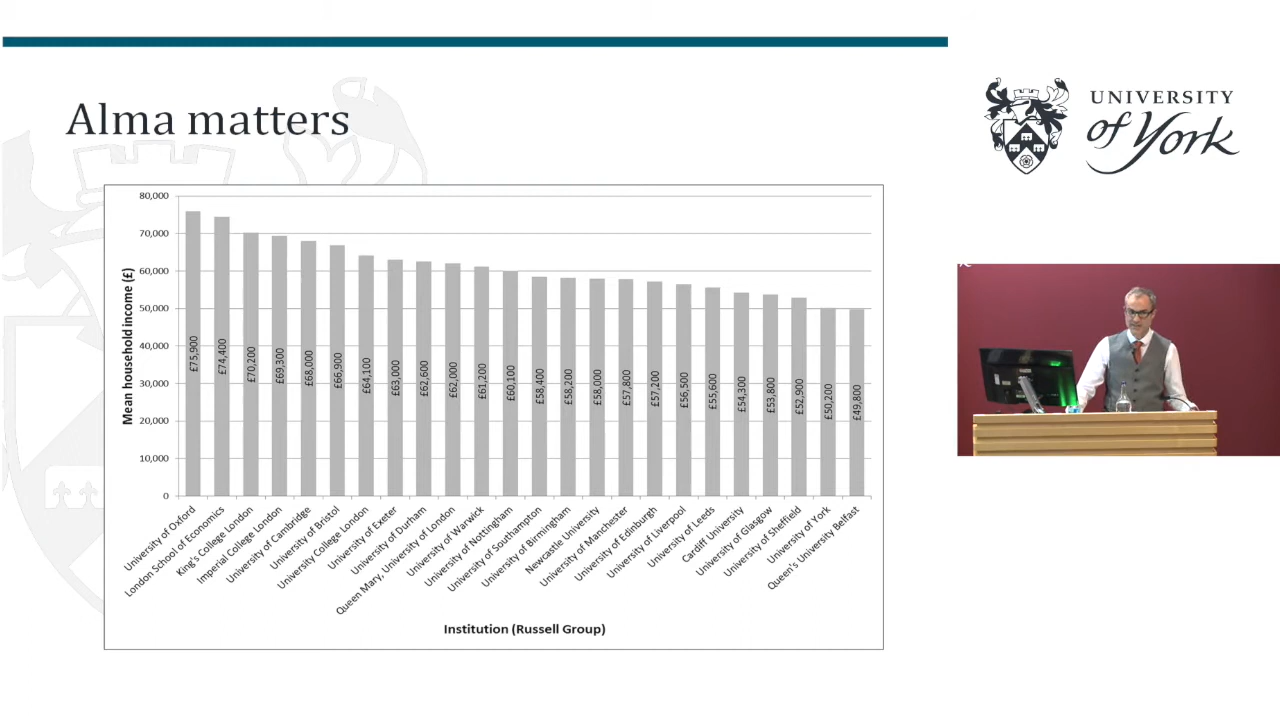 Alma matters
UNIVERSITY
of York
80,000
70,000
60,000
50,000
40,000
30,000
20,000
10,000
0
Mean household income (£)
£75,900
£74,400
£70,200
£69,300
£68,000
£66,900
£64,100
£63,000
£62,600
£62,000
£61,200
£60,100
£58,400
£58,200
£58,000
£57,800
£57,200
£56,500
£55,600
£54,300
£53,800
£52,900
£50,200
£49,800
University of Oxford
London School of Economics
King's College London
Imperial College London
University of Cambridge
University of Bristol
University College London
University of Exeter
University of Durham
Queen Mary, University of London
University of Warwick
University of Nottingham
University of Southampton
University of Birmingham
Newcastle University
University of Manchester
University of Edinburgh
University of Liverpool
University of Leeds
Cardiff University
University of Glasgow
University of Sheffield
University of York
Queen's University Belfast
Institution (Russell Group)